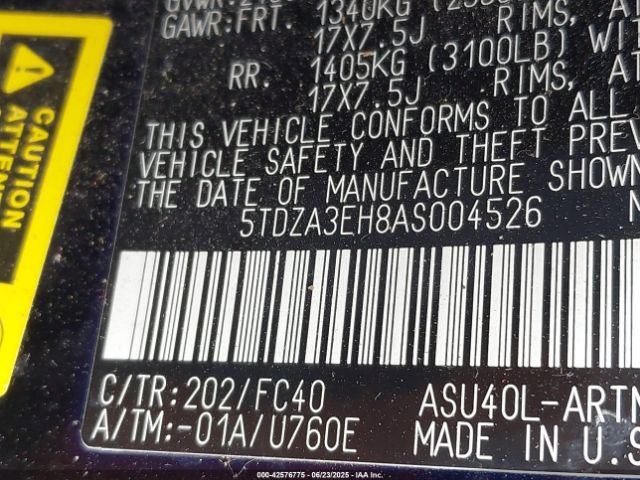 GAWR:FRT. 1340KG
17X7.5J RIMS,
RR. 1405KG (3100LB)
17X7.5J RIMS,
THIS VEHICLE CONFORMS TO ALL
VEHICLE SAFETY AND THEFT
THE DATE OF MANUFACTURE SHOWN
5TDZA3EH8AS004526
C/TR:202/FC40 ASU40L-ARTN
A/TM:-01A/U760E MADE IN U.S
CAUTION
000-42576775 - 06/23/2025 - IAAI.COM